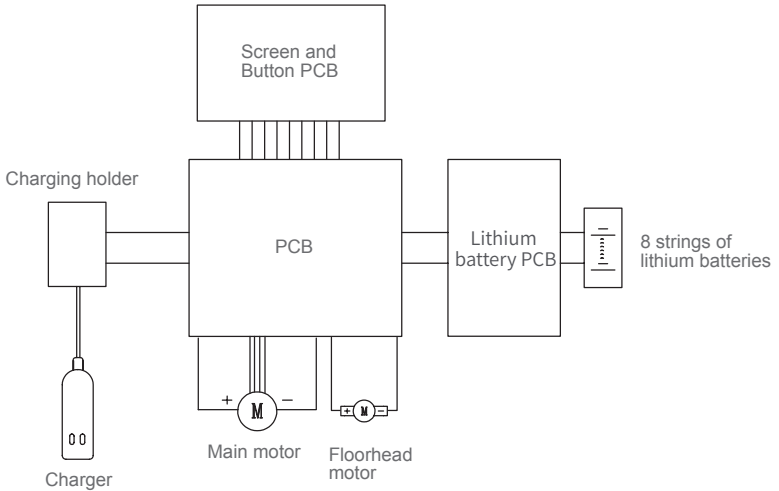 Screen and
Button PCB
Charging holder
PCB
Lithium
battery PCB
8 strings of
lithium batteries
+ M −
+ M −
Main motor
Floorhead
motor
Charger